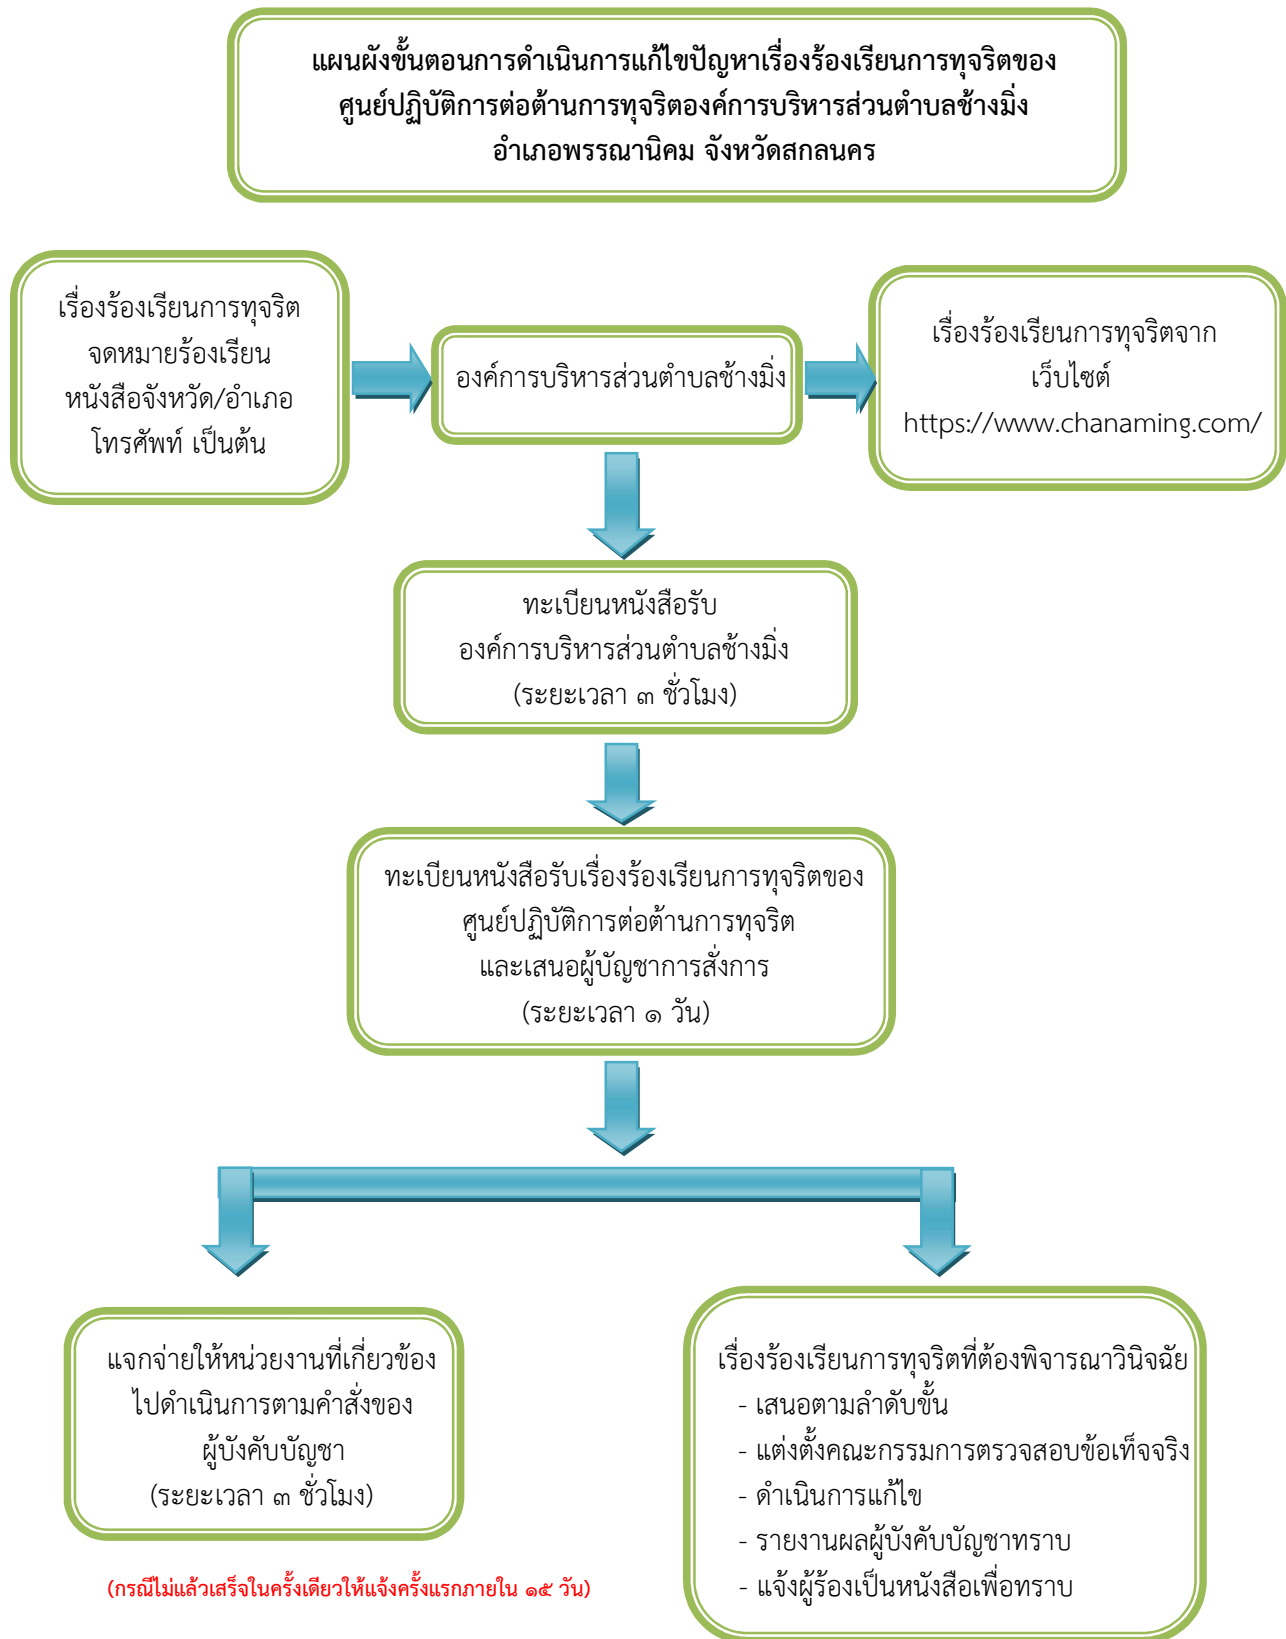 แผนผังขั้นตอนการดำเนินการแก้ไขปัญหาเรื่องร้องเรียนการทุจริตของ
ศูนย์ปฏิบัติการต่อต้านการทุจริตองค์การบริหารส่วนตำบลช้างมิ่ง
อำเภอพรรณานิคม จังหวัดสกลนคร
เรื่องร้องเรียนการทุจริต
จดหมายร้องเรียน
หนังสือจังหวัด/อำเภอ
โทรศัพท์ เป็นต้น
องค์การบริหารส่วนตำบลช้างมิ่ง
เรื่องร้องเรียนการทุจริตจาก
เว็บไซต์
https://www.chanaming.com/
ทะเบียนหนังสือรับ
องค์การบริหารส่วนตำบลช้างมิ่ง
(ระยะเวลา ๓ ชั่วโมง)
ทะเบียนหนังสือรับเรื่องร้องเรียนการทุจริตของ
ศูนย์ปฏิบัติการต่อต้านการทุจริต
และเสนอผู้บัญชาการสั่งการ
(ระยะเวลา ๑ วัน)
แจกจ่ายให้หน่วยงานที่เกี่ยวข้อง
ไปดำเนินการตามคำสั่งของ
ผู้บังคับบัญชา
(ระยะเวลา ๓ ชั่วโมง)
(กรณีไม่แล้วเสร็จในครั้งเดียวให้แจ้งครั้งแรกภายใน ๑๕ วัน)
เรื่องร้องเรียนการทุจริตที่ต้องพิจารณาวินิจฉัย
- เสนอตามลำดับขั้น
- แต่งตั้งคณะกรรมการตรวจสอบข้อเท็จจริง
- ดำเนินการแก้ไข
- รายงานผลผู้บังคับบัญชาทราบ
- แจ้งผู้ร้องเป็นหนังสือเพื่อทราบ